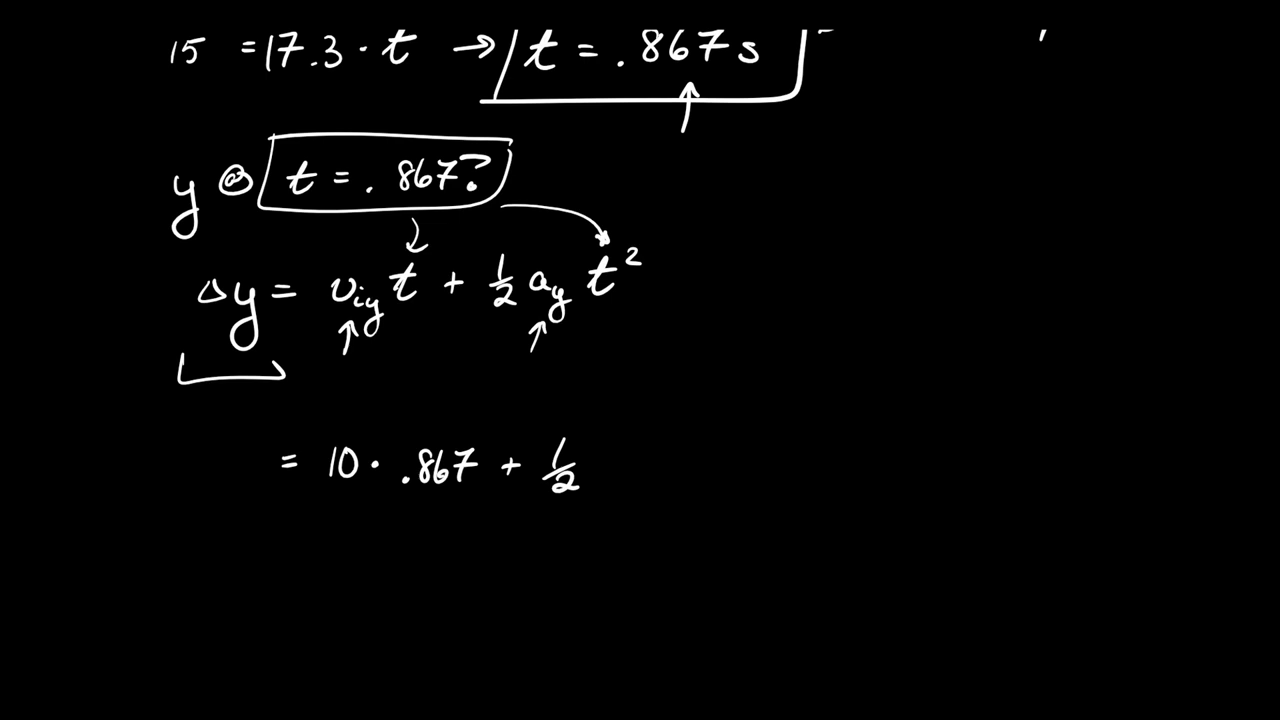 15 = 17.3 · t → t = .867 s
y @ t = .867?
Δy = v_iy t + 1/2 a_y t²
= 10 · .867 + 1/2